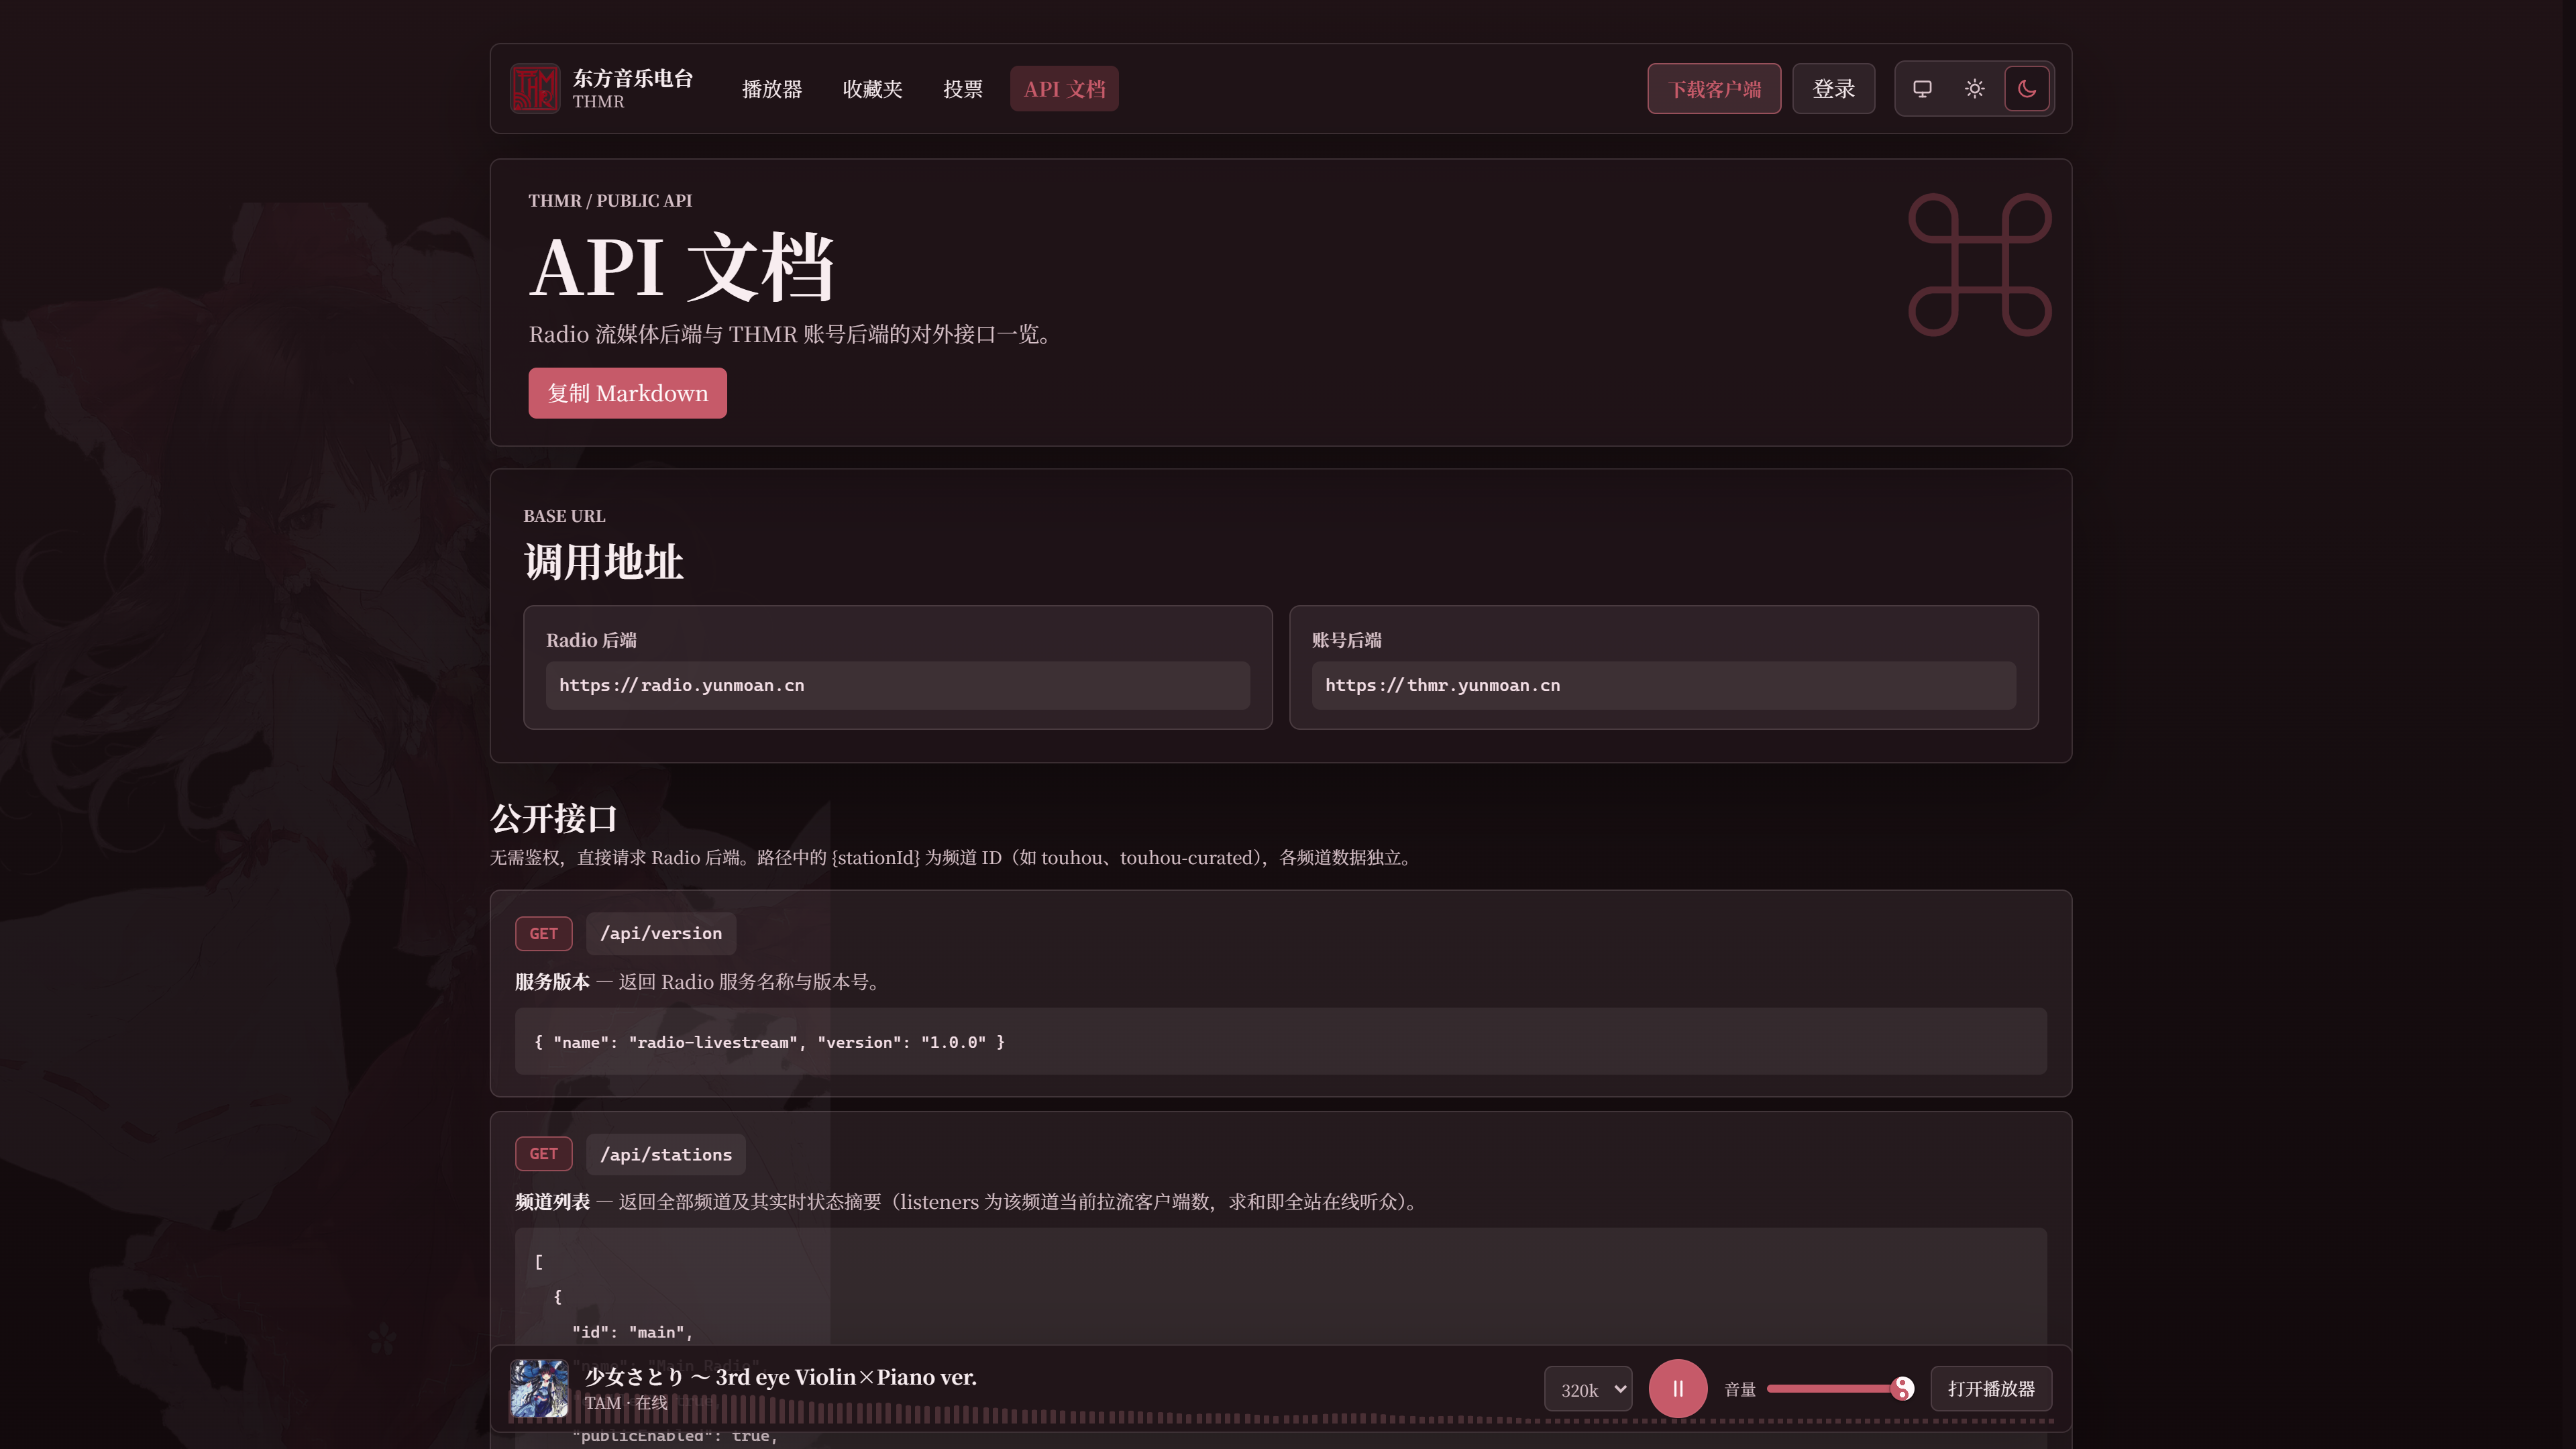 东方音乐电台
THMR
播放器
收藏夹
投票
API 文档
下载客户端
登录
THMR / PUBLIC API
API 文档
Radio 流媒体后端与 THMR 账号后端的对外接口一览。
复制 Markdown
BASE URL
调用地址
Radio 后端
https://radio.yunmoan.cn
账号后端
https://thmr.yunmoan.cn
公开接口
无需鉴权，直接请求 Radio 后端。路径中的 {stationId} 为频道 ID（如 touhou、touhou-curated），各频道数据独立。
GET /api/version
服务版本 — 返回 Radio 服务名称与版本号。
{ "name": "radio-livestream", "version": "1.0.0" }
GET /api/stations
频道列表 — 返回全部频道及其实时状态摘要（listeners 为该频道当前拉流客户端数，求和即全站在线听众）。
[
{
"id": "main",
"name": "Main Radio",
少女さとり ～ 3rd eye Violin×Piano ver.
TAM · 在线
320k
音量
打开播放器
"publicEnabled": true,